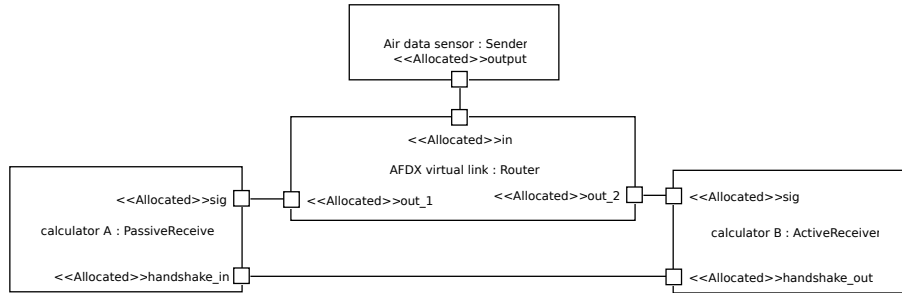 Air data sensor : Sender
<<Allocated>>output
<<Allocated>>in
AFDX virtual link : Router
<<Allocated>>sig
<<Allocated>>out_1
<<Allocated>>out_2
<<Allocated>>sig
calculator A : PassiveReceive
calculator B : ActiveReceiver
<<Allocated>>handshake_in
<<Allocated>>handshake_out